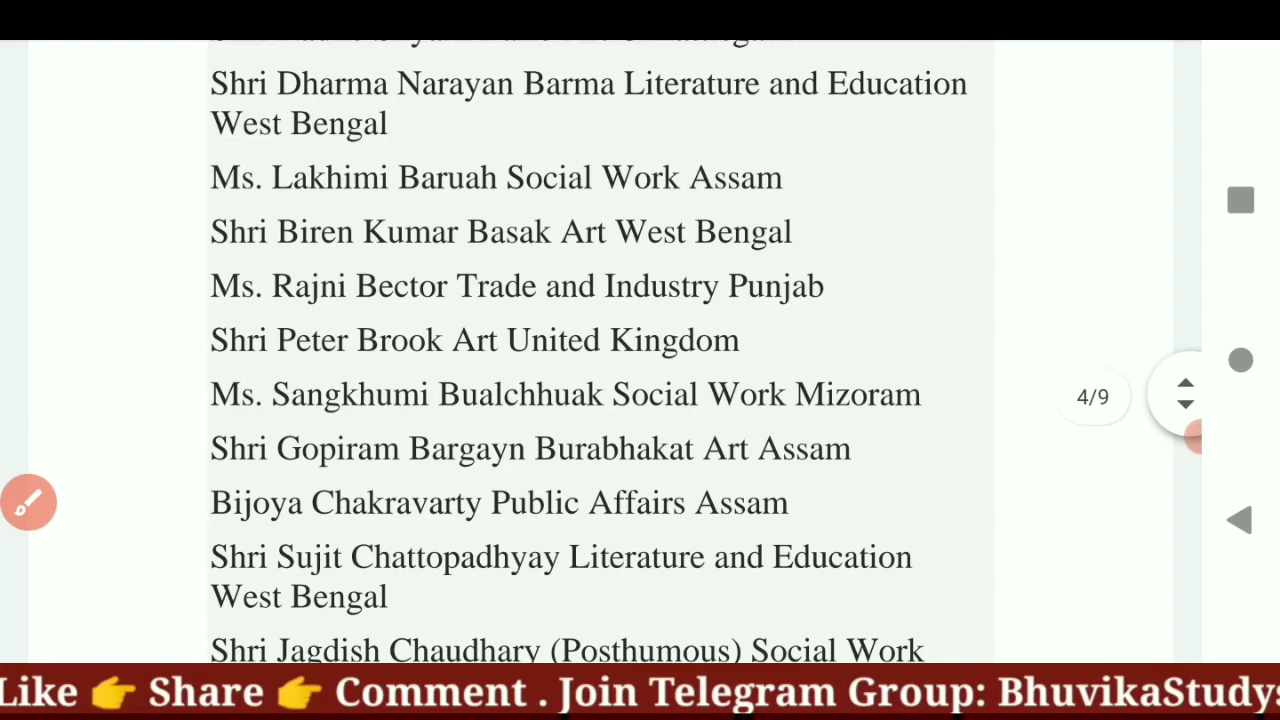 Shri Dharma Narayan Barma Literature and Education
West Bengal
Ms. Lakhimi Baruah Social Work Assam
Shri Biren Kumar Basak Art West Bengal
Ms. Rajni Bector Trade and Industry Punjab
Shri Peter Brook Art United Kingdom
Ms. Sangkhumi Bualchhuak Social Work Mizoram
4/9
Shri Gopiram Bargayn Burabhakat Art Assam
Bijoya Chakravarty Public Affairs Assam
Shri Sujit Chattopadhyay Literature and Education
West Bengal
Shri Jagdish Chaudhary (Posthumous) Social Work
Like 👉 Share 👉 Comment . Join Telegram Group: BhuvikaStudy